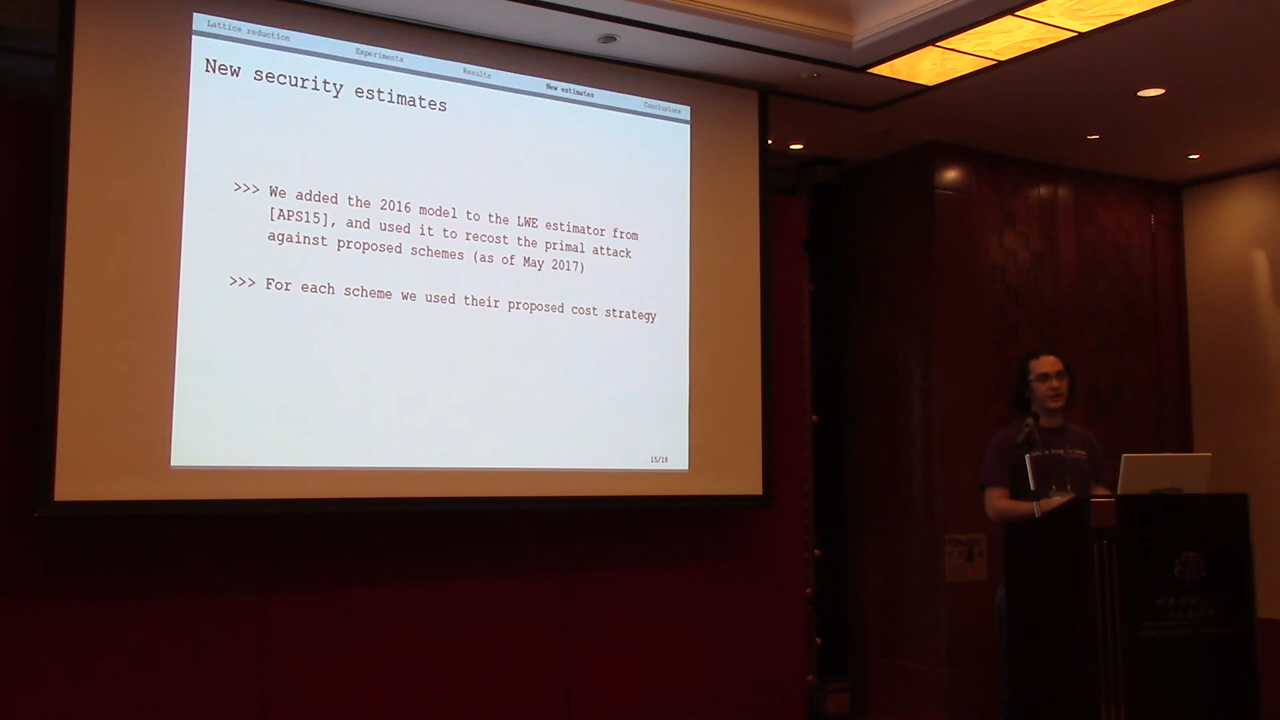 Lattice reduction
Experiments
Results
New estimates
Conclusions
New security estimates
>>> We added the 2016 model to the LWE estimator from
[APS15], and used it to recost the primal attack
against proposed schemes (as of May 2017)
>>> For each scheme we used their proposed cost strategy
15/18